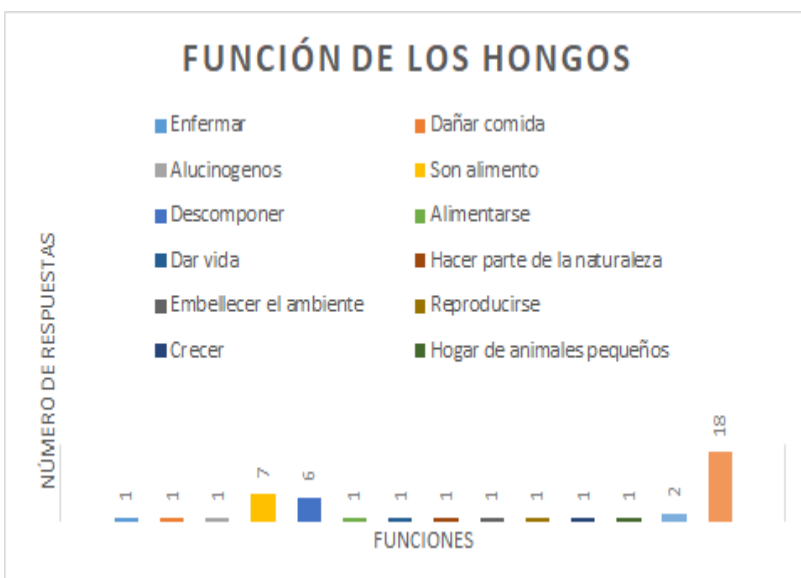 FUNCIÓN DE LOS HONGOS
Enfermar Dañar comida
Alucinogenos Son alimento
Descomponer Alimentarse
Dar vida Hacer parte de la naturaleza
Embellecer el ambiente Reproducirse
Crecer Hogar de animales pequeños
NÚMERO DE RESPUESTAS
1 1 1 7 6 1 1 1 1 1 1 1 2 18
FUNCIONES